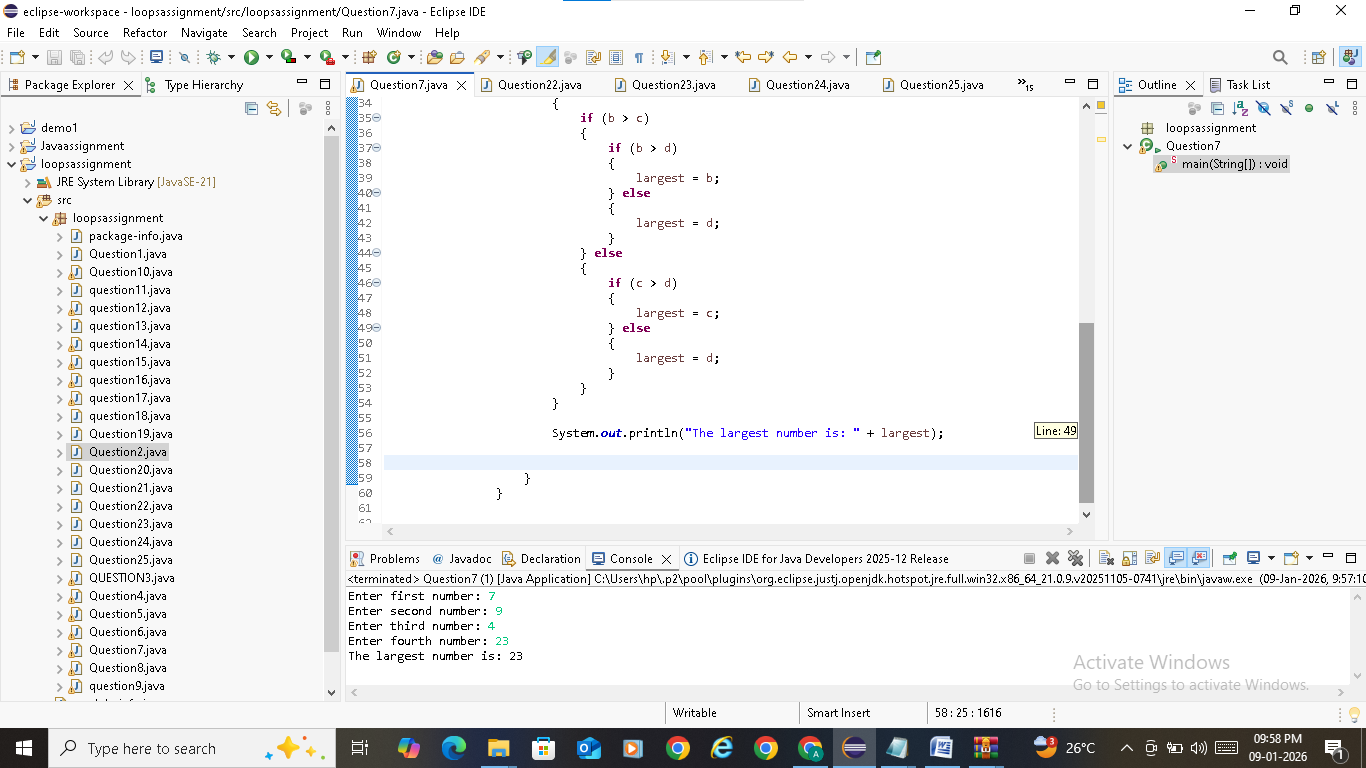 eclipse-workspace - loopsassignment/src/loopsassignment/Question7.java - Eclipse IDE
File Edit Source Refactor Navigate Search Project Run Window Help
Package Explorer Type Hierarchy
demo1
Javaassignment
loopsassignment
JRE System Library [JavaSE-21]
src
loopsassignment
package-info.java
Question1.java
Question10.java
question11.java
question12.java
question13.java
question14.java
question15.java
question16.java
question17.java
question18.java
Question19.java
Question2.java
Question20.java
Question21.java
Question22.java
Question23.java
Question24.java
Question25.java
QUESTION3.java
Question4.java
Question5.java
Question6.java
Question7.java
Question8.java
question9.java
Question7.java Question22.java Question23.java Question24.java Question25.java »15
34 {
35 if (b > c)
36 {
37 if (b > d)
38 {
39 largest = b;
40 } else
41 {
42 largest = d;
43 }
44 } else
45 {
46 if (c > d)
47 {
48 largest = c;
49 } else
50 {
51 largest = d;
52 }
53 }
54 }
55
56 System.out.println("The largest number is: " + largest);
57
58
59 }
60 }
61
62
Line: 49
Outline Task List
loopsassignment
Question7
S main(String[]) : void
Problems @ Javadoc Declaration Console Eclipse IDE for Java Developers 2025-12 Release
<terminated> Question7 (1) [Java Application] C:\Users\hp\.p2\pool\plugins\org.eclipse.justj.openjdk.hotspot.jre.full.win32.x86_64_21.0.9.v20251105-0741\jre\bin\javaw.exe (09-Jan-2026, 9:57:10
Enter first number: 7
Enter second number: 9
Enter third number: 4
Enter fourth number: 23
The largest number is: 23
Activate Windows
Go to Settings to activate Windows.
Writable Smart Insert 58 : 25 : 1616
Type here to search
3 26°C
09:58 PM
09-01-2026
1